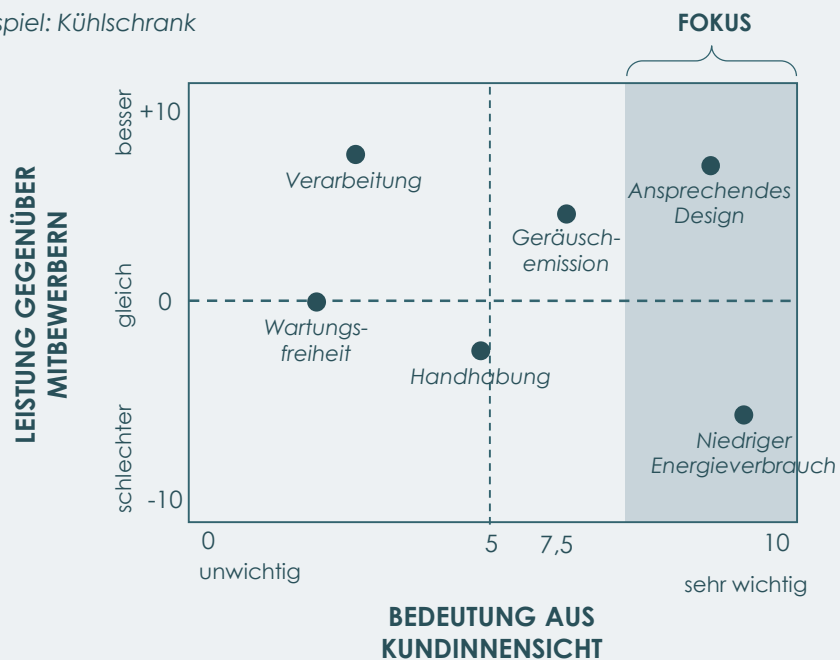 spiel: Kühlschrank
FOKUS
LEISTUNG GEGENÜBER
MITBEWERBERN
besser
gleich
schlechter
+10
0
-10
Verarbeitung
Ansprechendes
Design
Geräusch-
emission
Wartungs-
freiheit
Handhabung
Niedriger
Energieverbrauch
0
5
7,5
10
unwichtig
sehr wichtig
BEDEUTUNG AUS
KUNDINNENSICHT